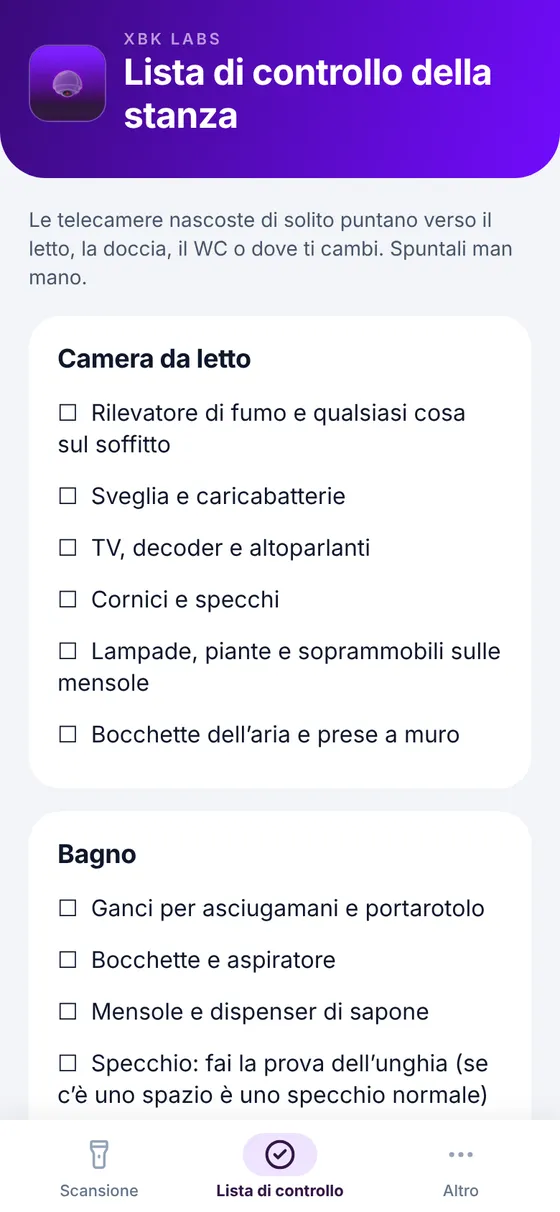 XBK LABS
Lista di controllo della
stanza
Le telecamere nascoste di solito puntano verso il
letto, la doccia, il WC o dove ti cambi. Spuntali man
mano.
Camera da letto
☐ Rilevatore di fumo e qualsiasi cosa
sul soffitto
☐ Sveglia e caricabatterie
☐ TV, decoder e altoparlanti
☐ Cornici e specchi
☐ Lampade, piante e soprammobili sulle
mensole
☐ Bocchette dell’aria e prese a muro
Bagno
☐ Ganci per asciugamani e portarotolo
☐ Bocchette e aspiratore
☐ Mensole e dispenser di sapone
☐ Specchio: fai la prova dell’unghia (se
c’è uno spazio è uno specchio normale)
Scansione
Lista di controllo
Altro